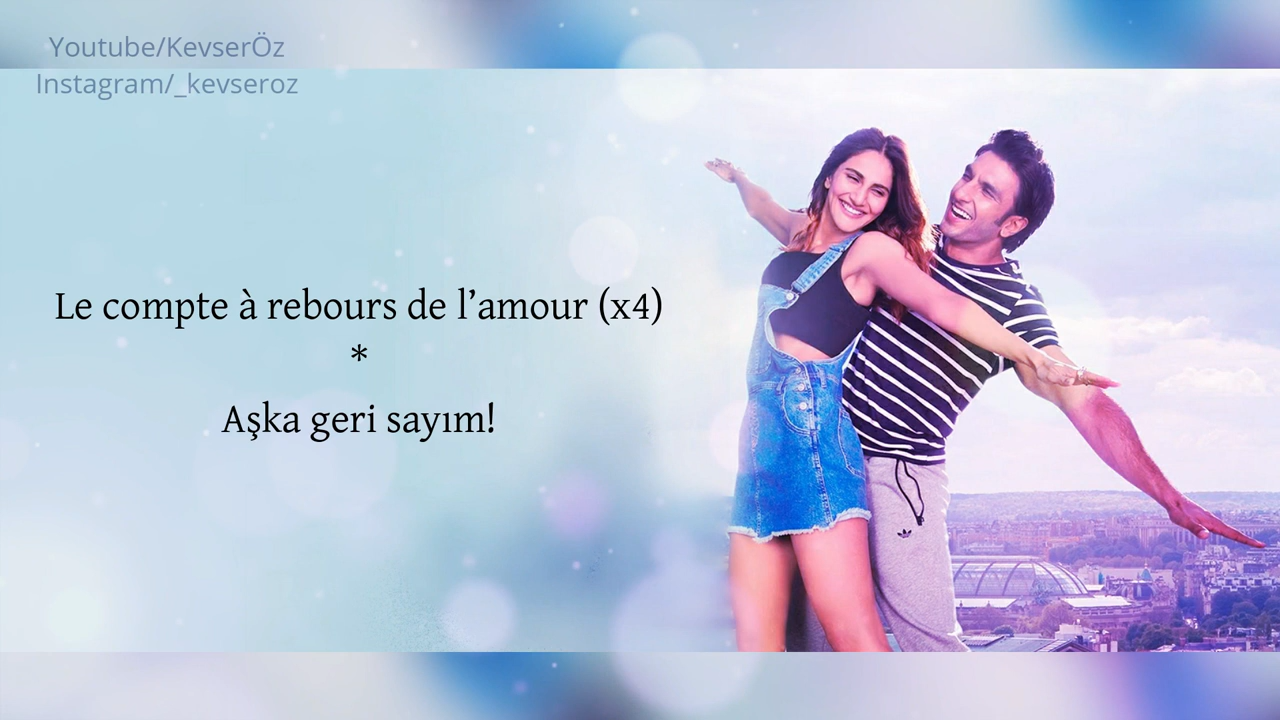 Youtube/KevserÖz
Instagram/_kevseroz
Le compte à rebours de l’amour (x4)
*
Aşka geri sayım!